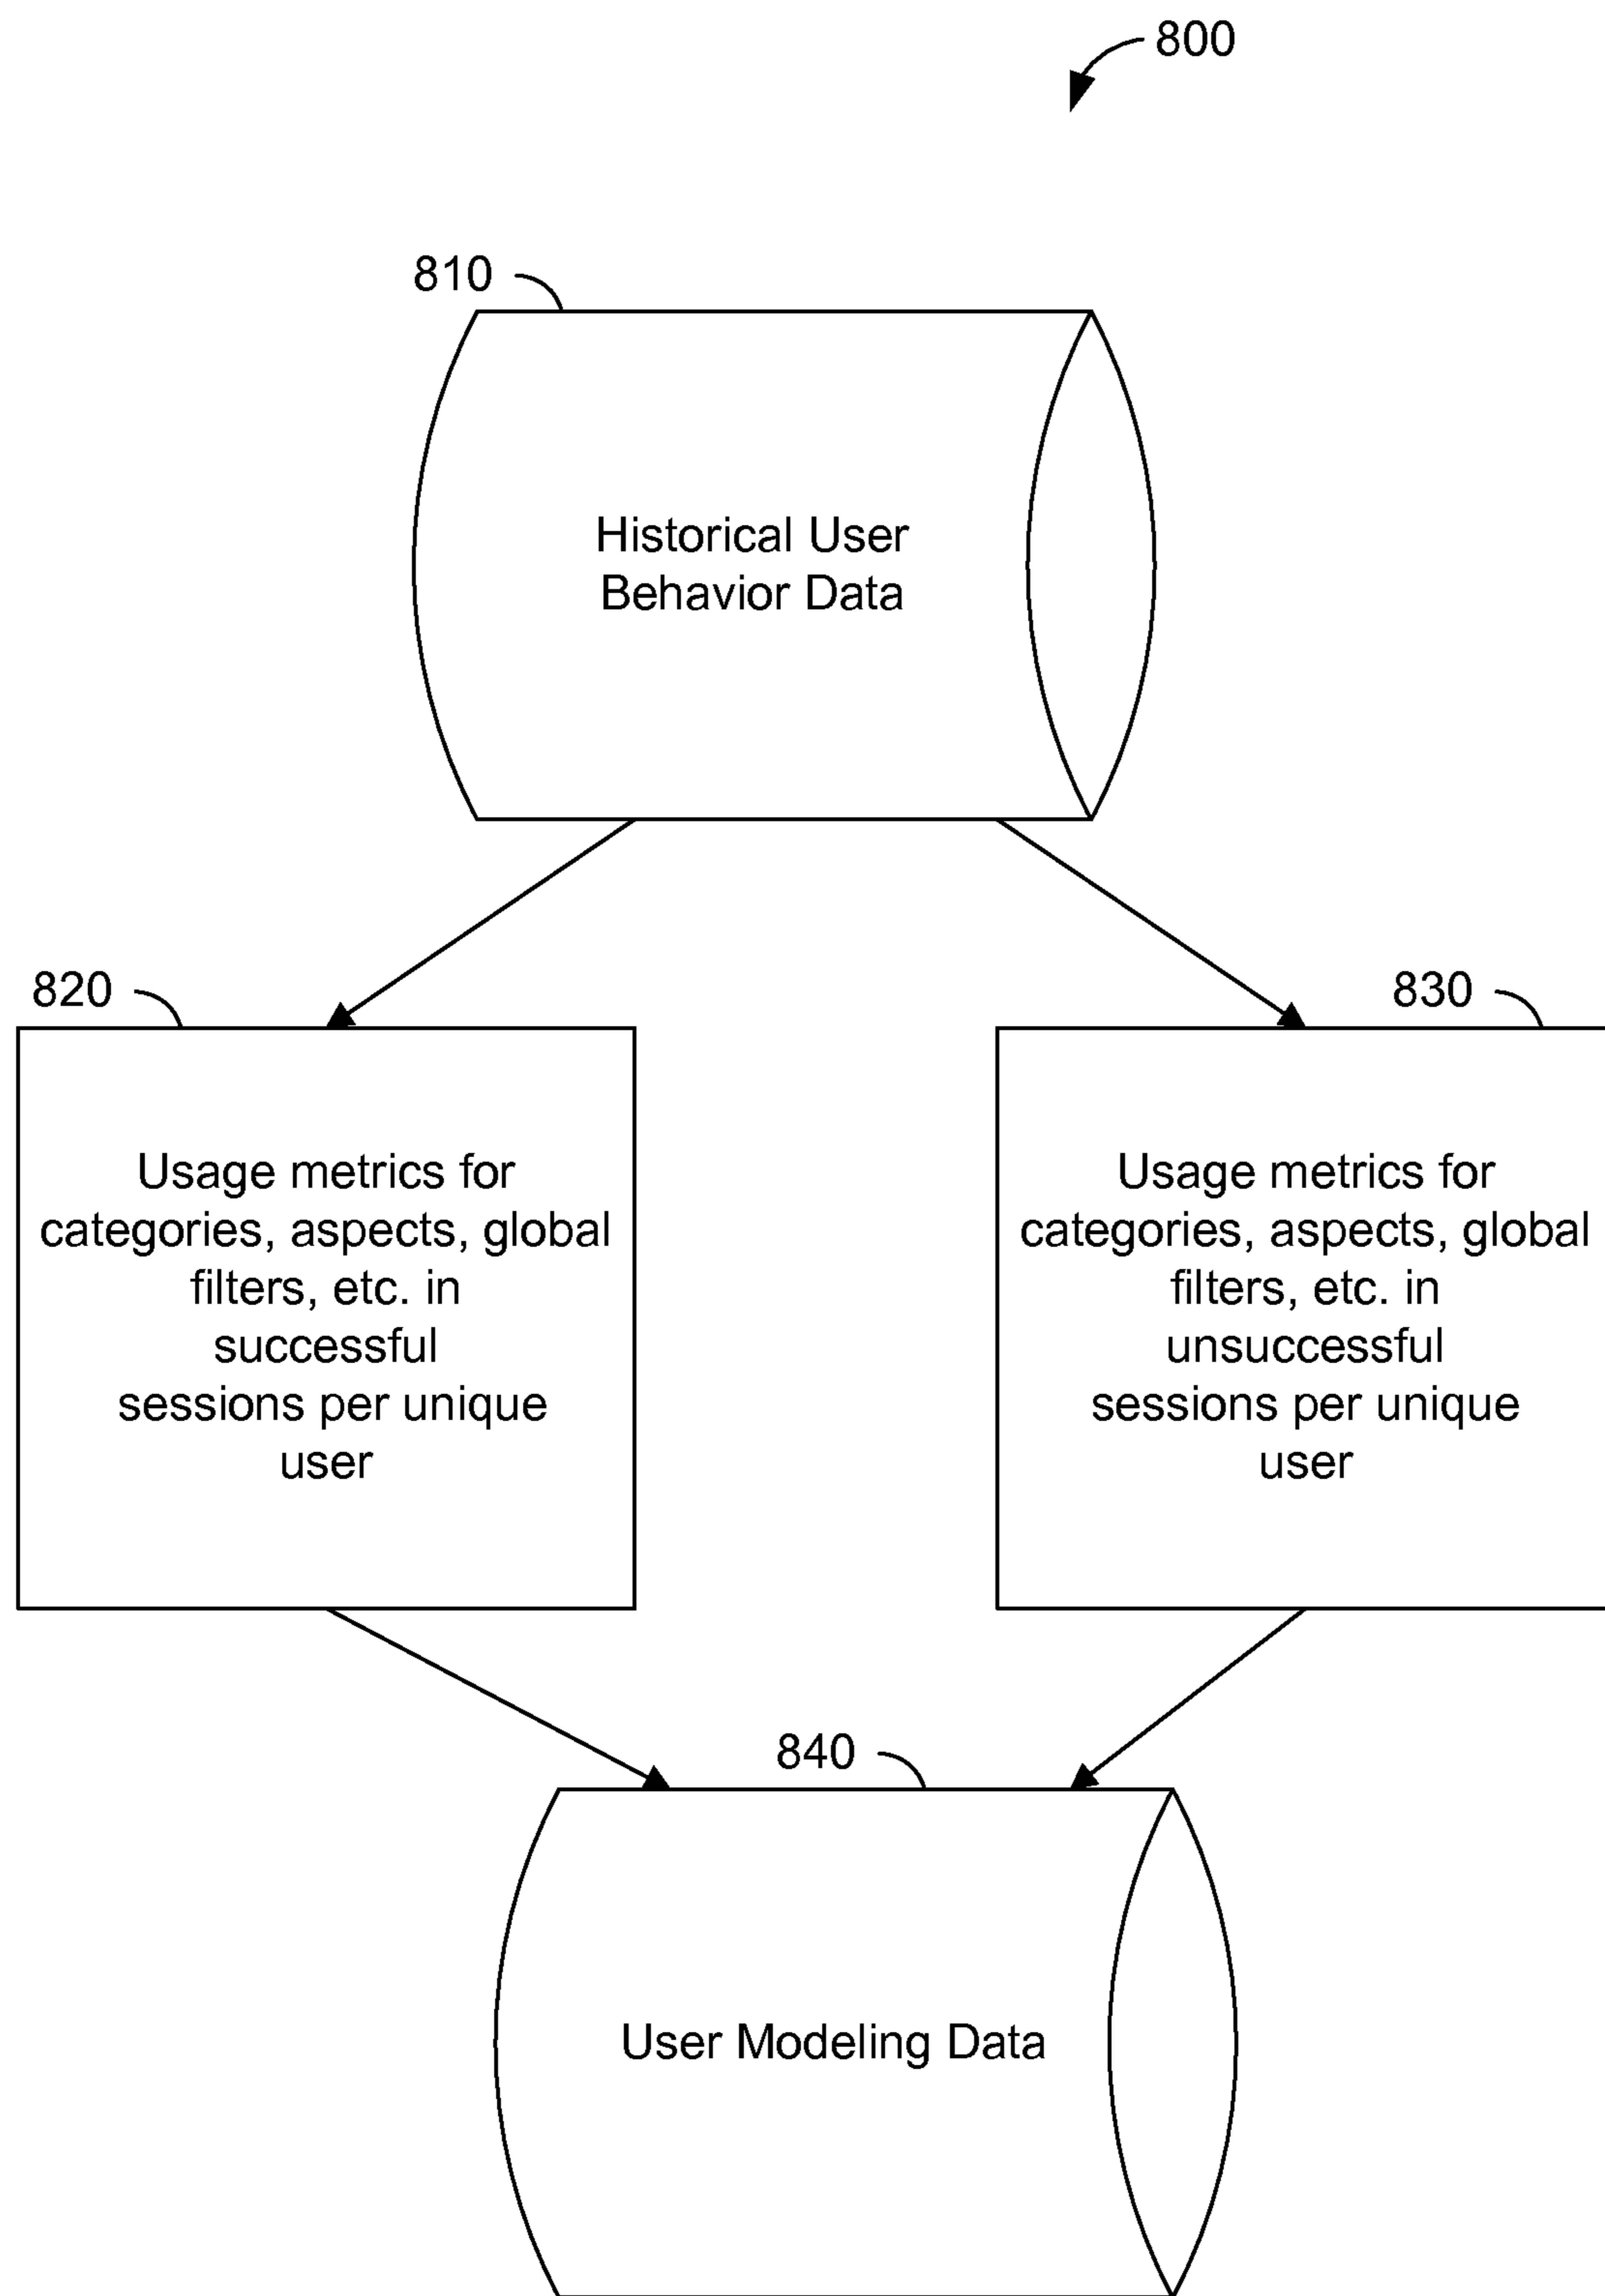 800
810
Historical User
Behavior Data
820
Usage metrics for
categories, aspects, global
filters, etc. in
successful
sessions per unique
user
830
Usage metrics for
categories, aspects, global
filters, etc. in
unsuccessful
sessions per unique
user
840
User Modeling Data